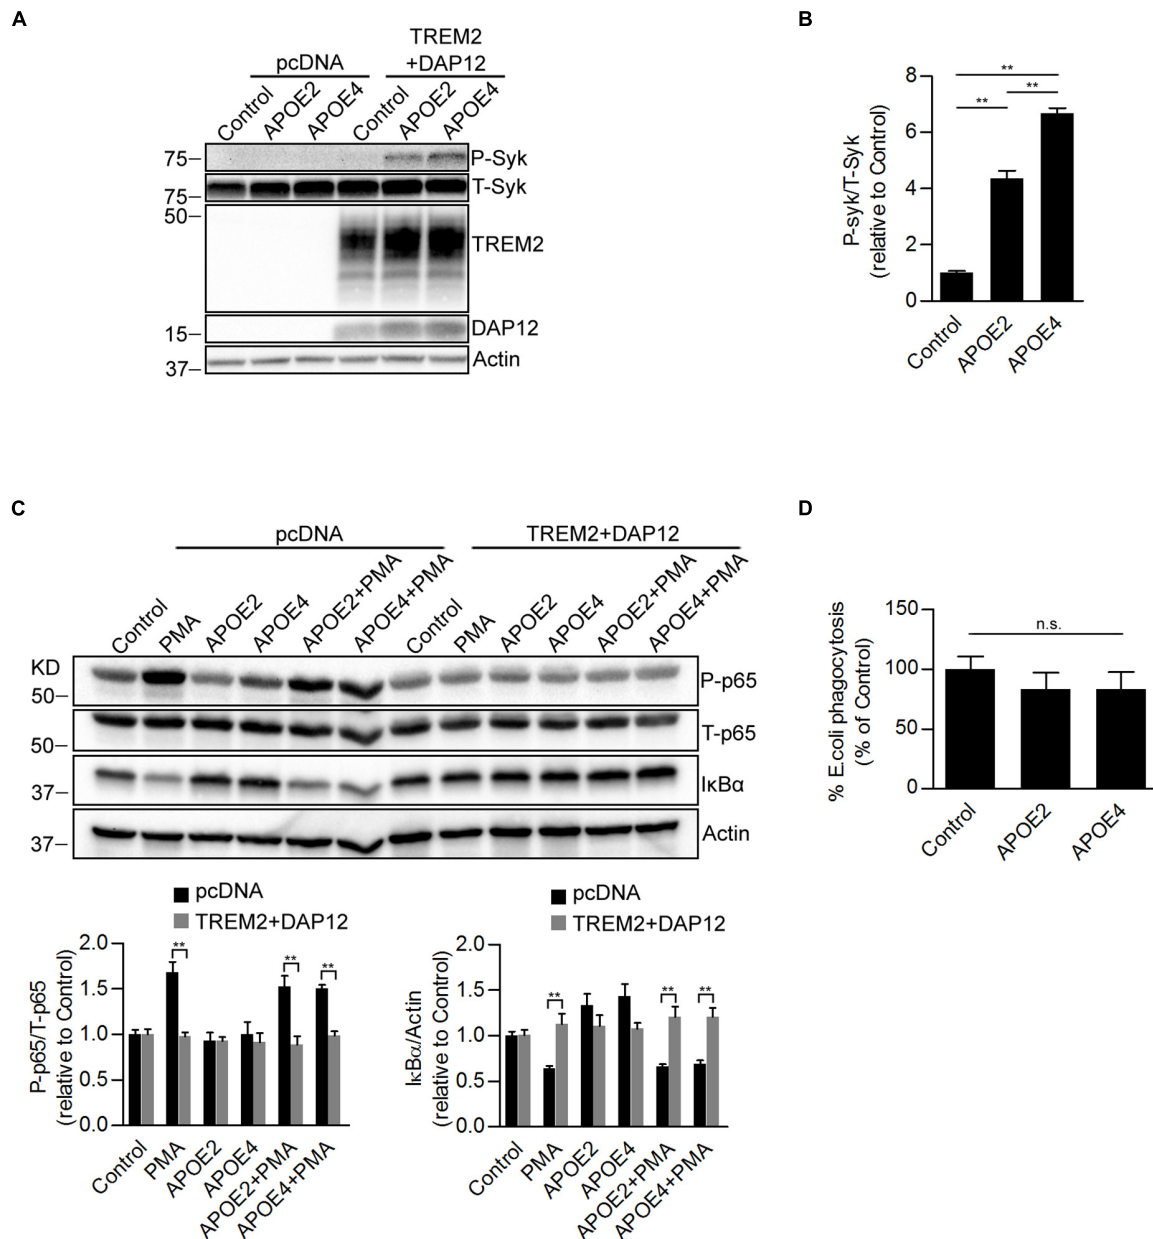 A
TREM2
+DAP12
pcDNA
Control
APOE2
APOE4
Control
APOE2
APOE4
75
P-Syk
75
T-Syk
50
TREM2
15
DAP12
37
Actin
B
P-syk/T-Syk
(relative to Control)
8
6
4
2
0
**
**
**
Control
APOE2
APOE4
C
pcDNA
TREM2+DAP12
Control
PMA
APOE2
APOE4
APOE2+PMA
APOE4+PMA
Control
PMA
APOE2
APOE4
APOE2+PMA
APOE4+PMA
KD
50
P-p65
50
T-p65
37
IκBα
37
Actin
pcDNA
TREM2+DAP12
P-p65/T-p65
(relative to Control)
2.0
1.5
1.0
0.5
0.0
**
**
**
Control
PMA
APOE2
APOE4
APOE2+PMA
APOE4+PMA
pcDNA
TREM2+DAP12
IκBα/Actin
(relative to Control)
2.0
1.5
1.0
0.5
0.0
**
**
**
Control
PMA
APOE2
APOE4
APOE2+PMA
APOE4+PMA
D
% E.coli phagocytosis
(% of Control)
150
100
50
0
n.s.
Control
APOE2
APOE4